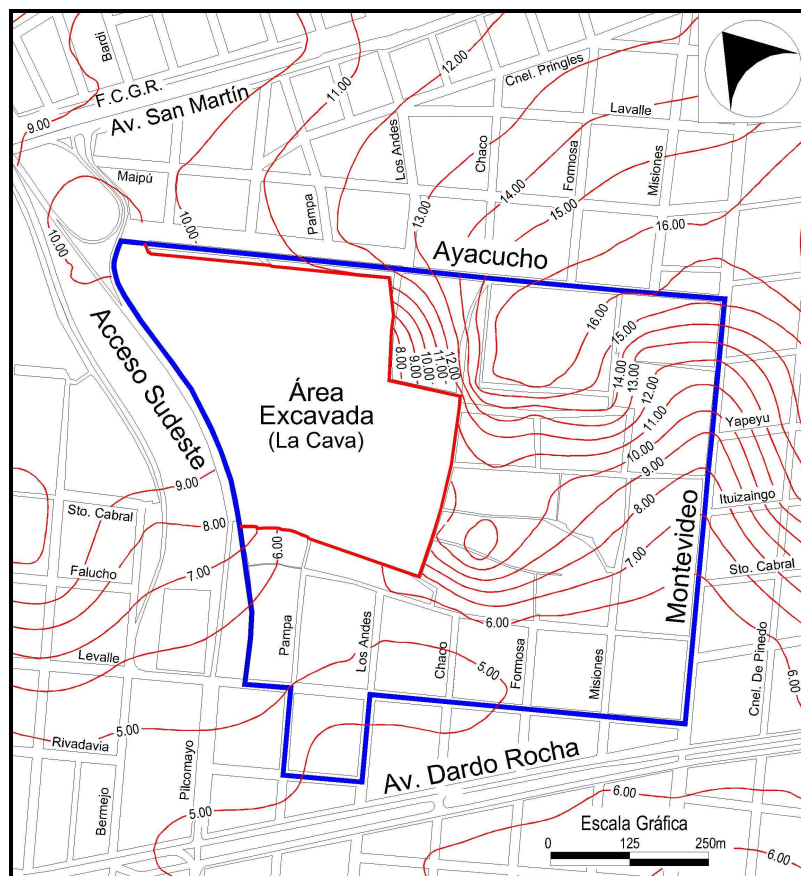 Bardi
F.C.G.R.
Av. San Martín
9.00
11.00
12.00
Cnel. Pringles
Lavalle
Maipú
Pampa
Los Andes
Chaco
Formosa
Misiones
10.00
10.00
13.00
14.00
15.00
16.00
Ayacucho
8.00
9.00
10.00
11.00
12.00
16.00
15.00
14.00
13.00
12.00
11.00
10.00
9.00
8.00
7.00
6.00
Yapeyu
Ituizaingo
Sto. Cabral
Montevideo
Cnel. De Pinedo
6.00
Acceso Sudeste
Área
Excavada
(La Cava)
9.00
Sto. Cabral
8.00
Falucho
7.00
6.00
Levalle
Pampa
Los Andes
Chaco
Formosa
Misiones
5.00
5.00
Rivadavia
Bermejo
Pilcomayo
5.00
Av. Dardo Rocha
6.00
6.00
Escala Gráfica
0 125 250m